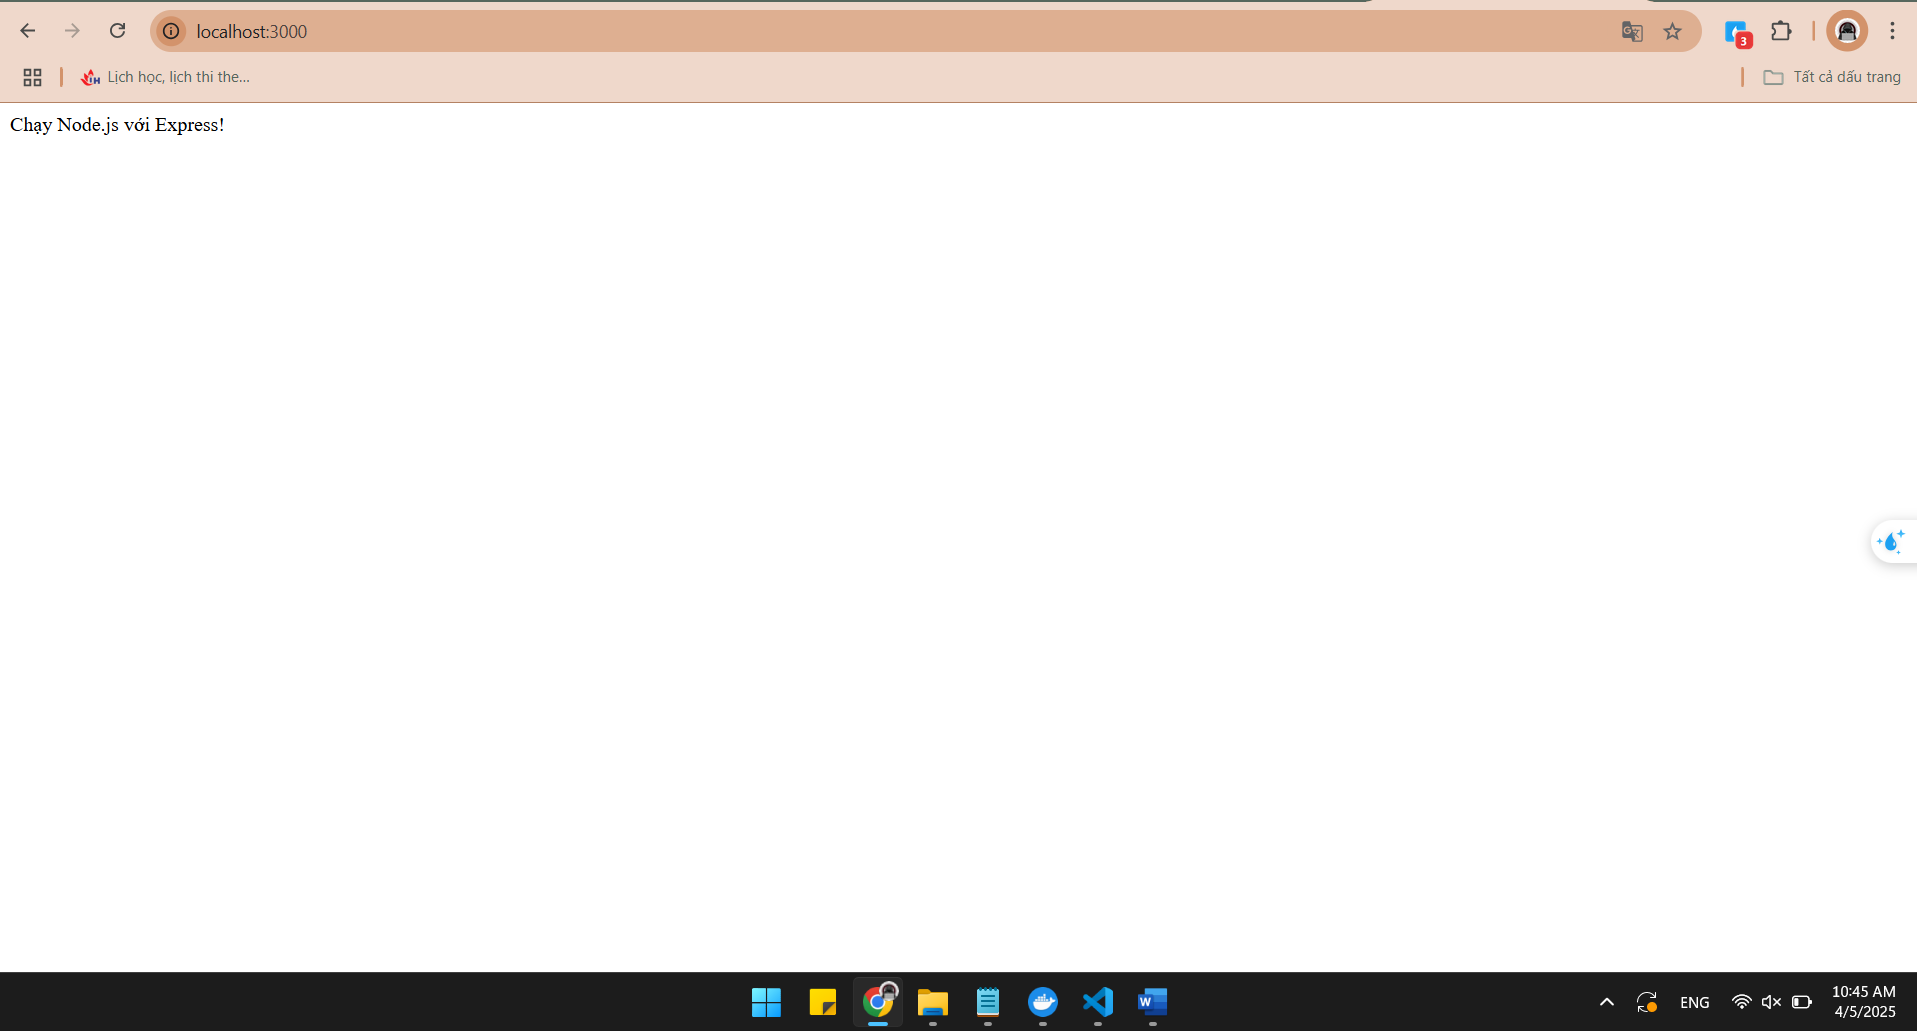 localhost:3000
3
Lịch học, lịch thi the...
Tất cả dấu trang
Chạy Node.js với Express!
ENG
10:45 AM
4/5/2025